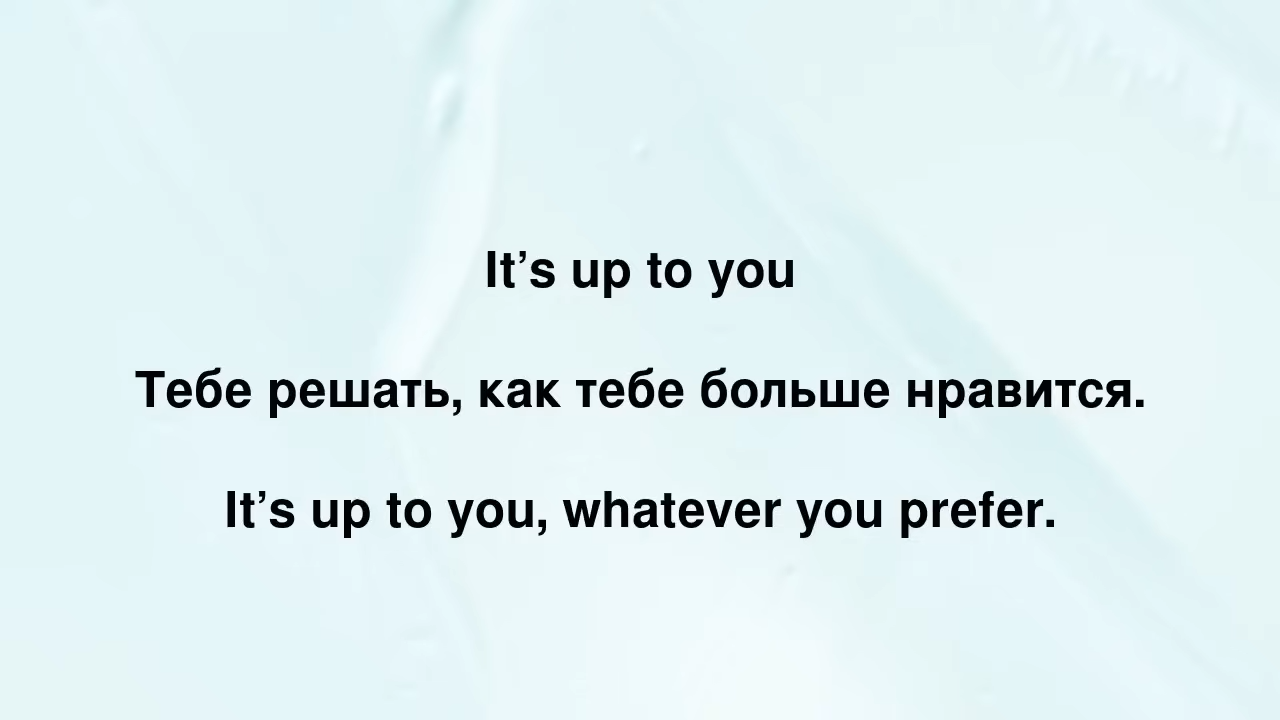 It’s up to you
Тебе решать, как тебе больше нравится.
It’s up to you, whatever you prefer.